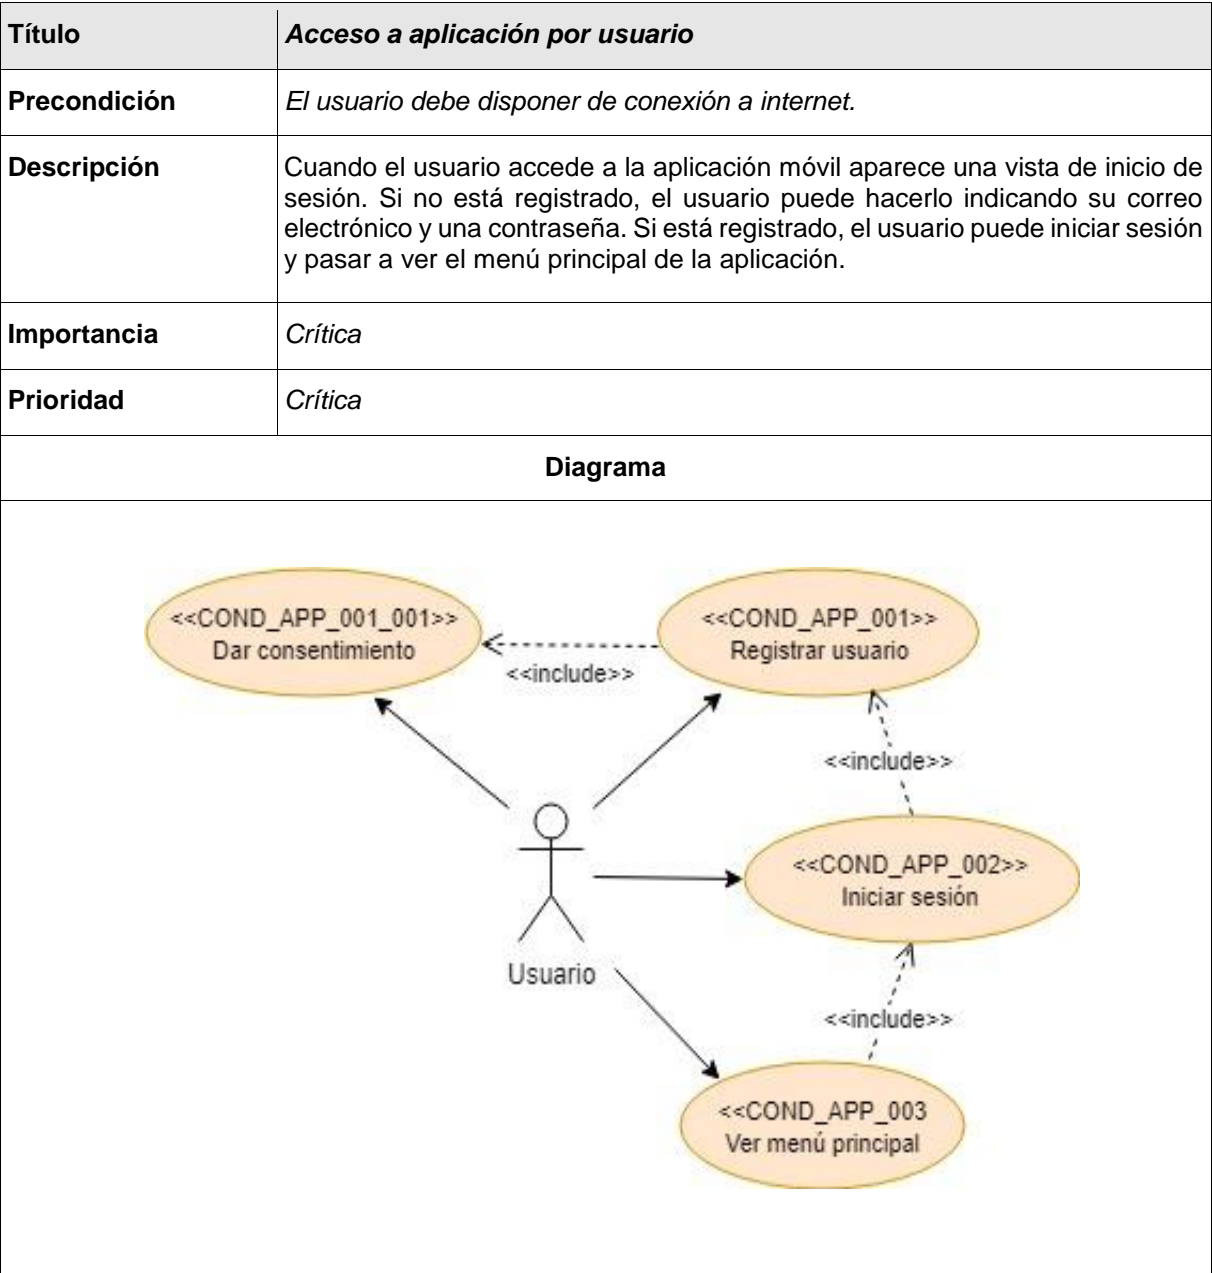 Título
Acceso a aplicación por usuario
Precondición
El usuario debe disponer de conexión a internet.
Descripción
Cuando el usuario accede a la aplicación móvil aparece una vista de inicio de
sesión. Si no está registrado, el usuario puede hacerlo indicando su correo
electrónico y una contraseña. Si está registrado, el usuario puede iniciar sesión
y pasar a ver el menú principal de la aplicación.
Importancia
Crítica
Prioridad
Crítica
Diagrama
<<COND_APP_001_001>>
Dar consentimiento
<<include>>
<<COND_APP_001>>
Registrar usuario
<<include>>
<<COND_APP_002>>
Iniciar sesión
Usuario
<<include>>
<<COND_APP_003
Ver menú principal